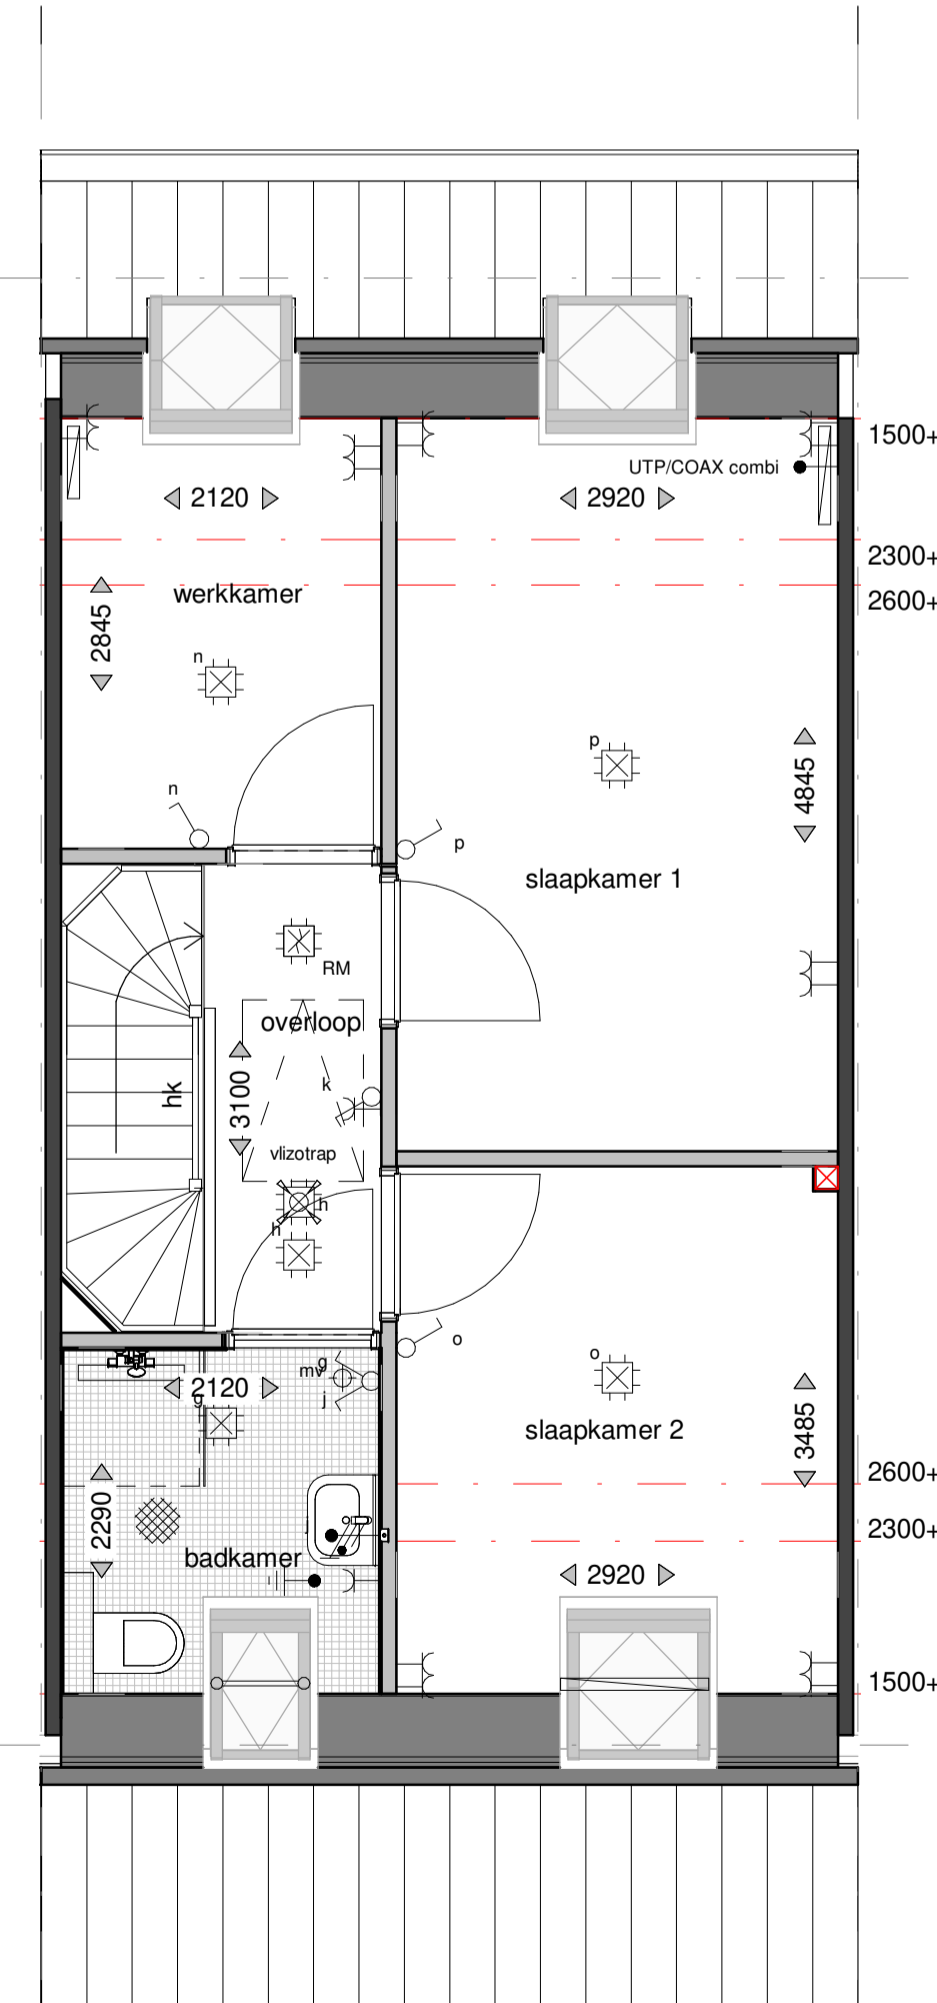 1500+
UTP/COAX combi
2120
2920
2300+
2600+
werkkamer
2845
n
p
4845
n
p
slaapkamer 1
RM
overloop
k
hk
3100
vlizotrap
h
h
o
o
g
mv
j
2120
g
slaapkamer 2
3485
2600+
2290
j
2300+
badkamer
2920
1500+